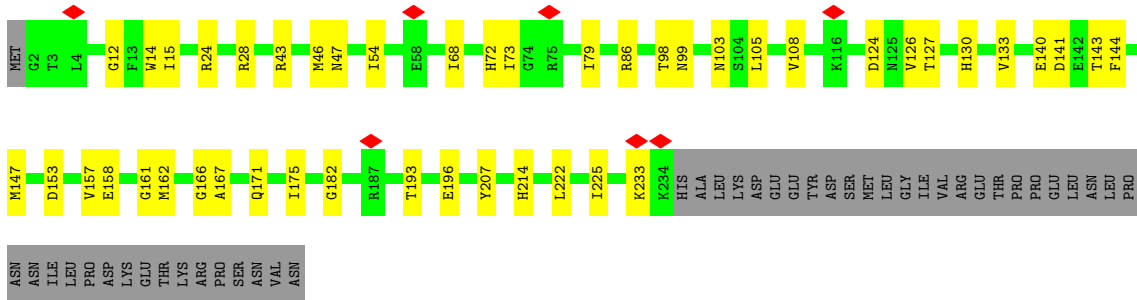 MET G2 T3 L4 G12 F13 W14 I15 R24 R28 R43 M46 N47 I54 E58 I68 H72 I73 G74 R75 I79 R86 T98 N99 N103 S104 L105 V108 K116 D124 N125 V126 T127 H130 V133 E140 D141 E142 T143 F144
M147 D153 V157 E158 G161 M162 G166 A167 Q171 I175 G182 R187 T193 E196 Y207 H214 L222 I225 K233 K234 HIS ALA LEU LYS ASP GLU GLU TYR ASP SER MET LEU GLY ILE VAL ARG GLU THR PRO PRO GLU LEU ASN LEU PRO
ASN ASN ILE LEU PRO ASP LYS GLU THR LYS ARG PRO SER ASN VAL ASN